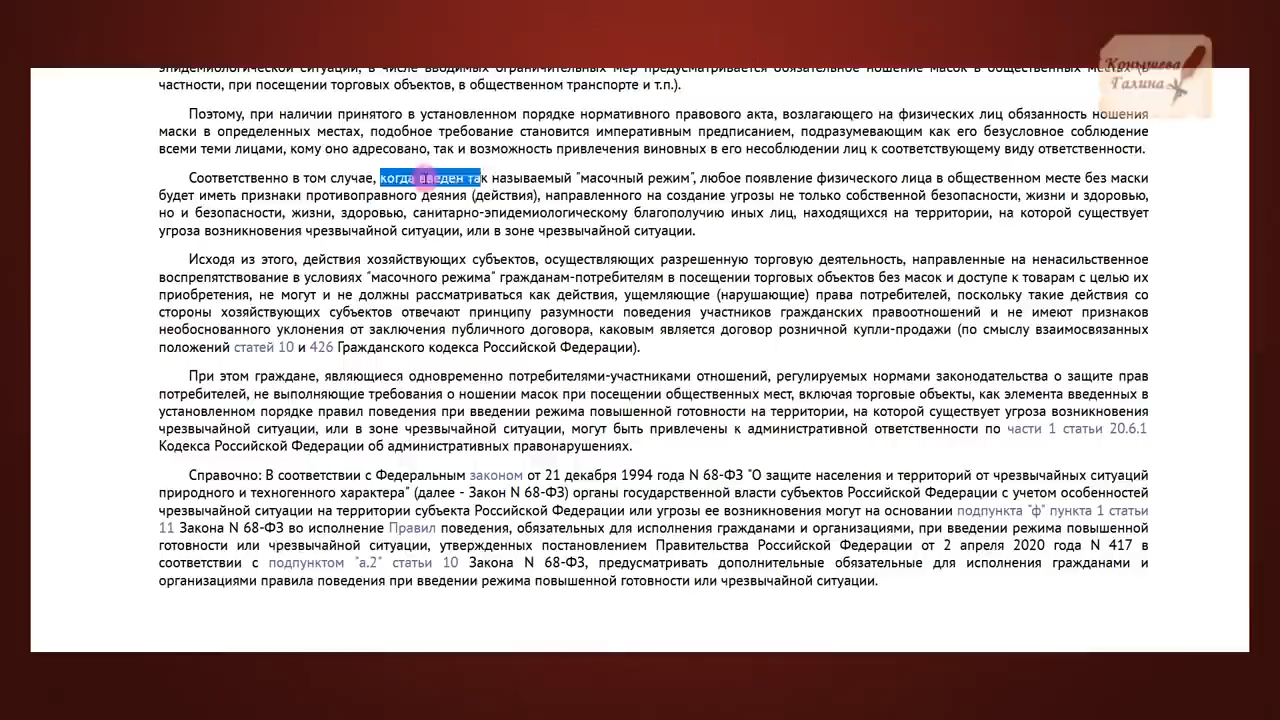 эпидемиологической ситуации, в числе вводимых ограничительных мер предусматривается обязательное ношение масок в общественных местах (в
частности, при посещении торговых объектов, в общественном транспорте и т.п.).
Поэтому, при наличии принятого в установленном порядке нормативного правового акта, возлагающего на физических лиц обязанность ношения
маски в определенных местах, подобное требование становится императивным предписанием, подразумевающим как его безусловное соблюдение
всеми теми лицами, кому оно адресовано, так и возможность привлечения виновных в его несоблюдении лиц к соответствующему виду ответственности.
Соответственно в том случае, когда введен так называемый "масочный режим", любое появление физического лица в общественном месте без маски
будет иметь признаки противоправного деяния (действия), направленного на создание угрозы не только собственной безопасности, жизни и здоровью,
но и безопасности, жизни, здоровью, санитарно-эпидемиологическому благополучию иных лиц, находящихся на территории, на которой существует
угроза возникновения чрезвычайной ситуации, или в зоне чрезвычайной ситуации.
Исходя из этого, действия хозяйствующих субъектов, осуществляющих разрешенную торговую деятельность, направленные на ненасильственное
воспрепятствование в условиях "масочного режима" гражданам-потребителям в посещении торговых объектов без масок и доступе к товарам с целью их
приобретения, не могут и не должны рассматриваться как действия, ущемляющие (нарушающие) права потребителей, поскольку такие действия со
стороны хозяйствующих субъектов отвечают принципу разумности поведения участников гражданских правоотношений и не имеют признаков
необоснованного уклонения от заключения публичного договора, каковым является договор розничной купли-продажи (по смыслу взаимосвязанных
положений статей 10 и 426 Гражданского кодекса Российской Федерации).
При этом граждане, являющиеся одновременно потребителями-участниками отношений, регулируемых нормами законодательства о защите прав
потребителей, не выполняющие требования о ношении масок при посещении общественных мест, включая торговые объекты, как элемента введенных в
установленном порядке правил поведения при введении режима повышенной готовности на территории, на которой существует угроза возникновения
чрезвычайной ситуации, или в зоне чрезвычайной ситуации, могут быть привлечены к административной ответственности по части 1 статьи 20.6.1
Кодекса Российской Федерации об административных правонарушениях.
Справочно: В соответствии с Федеральным законом от 21 декабря 1994 года N 68-ФЗ "О защите населения и территорий от чрезвычайных ситуаций
природного и техногенного характера" (далее - Закон N 68-ФЗ) органы государственной власти субъектов Российской Федерации с учетом особенностей
чрезвычайной ситуации на территории субъекта Российской Федерации или угрозы ее возникновения могут на основании подпункта "ф" пункта 1 статьи
11 Закона N 68-ФЗ во исполнение Правил поведения, обязательных для исполнения гражданами и организациями, при введении режима повышенной
готовности или чрезвычайной ситуации, утвержденных постановлением Правительства Российской Федерации от 2 апреля 2020 года N 417 в
соответствии с подпунктом "а.2" статьи 10 Закона N 68-ФЗ, предусматривать дополнительные обязательные для исполнения гражданами и
организациями правила поведения при введении режима повышенной готовности или чрезвычайной ситуации.
Конышева
Галина